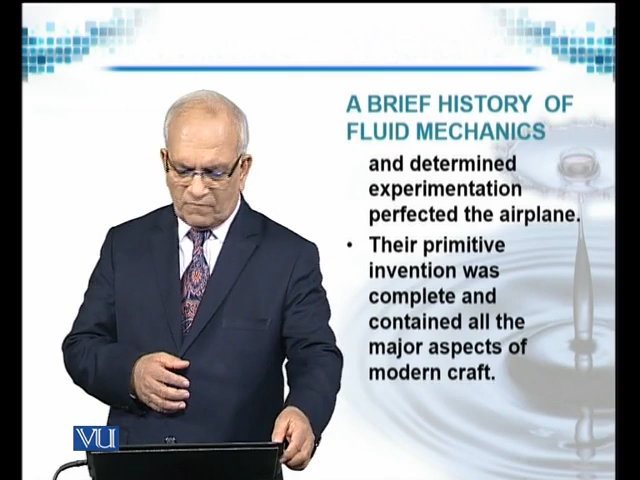 A BRIEF HISTORY OF
FLUID MECHANICS
and determined
experimentation
perfected the airplane.
• Their primitive
invention was
complete and
contained all the
major aspects of
modern craft.
VU